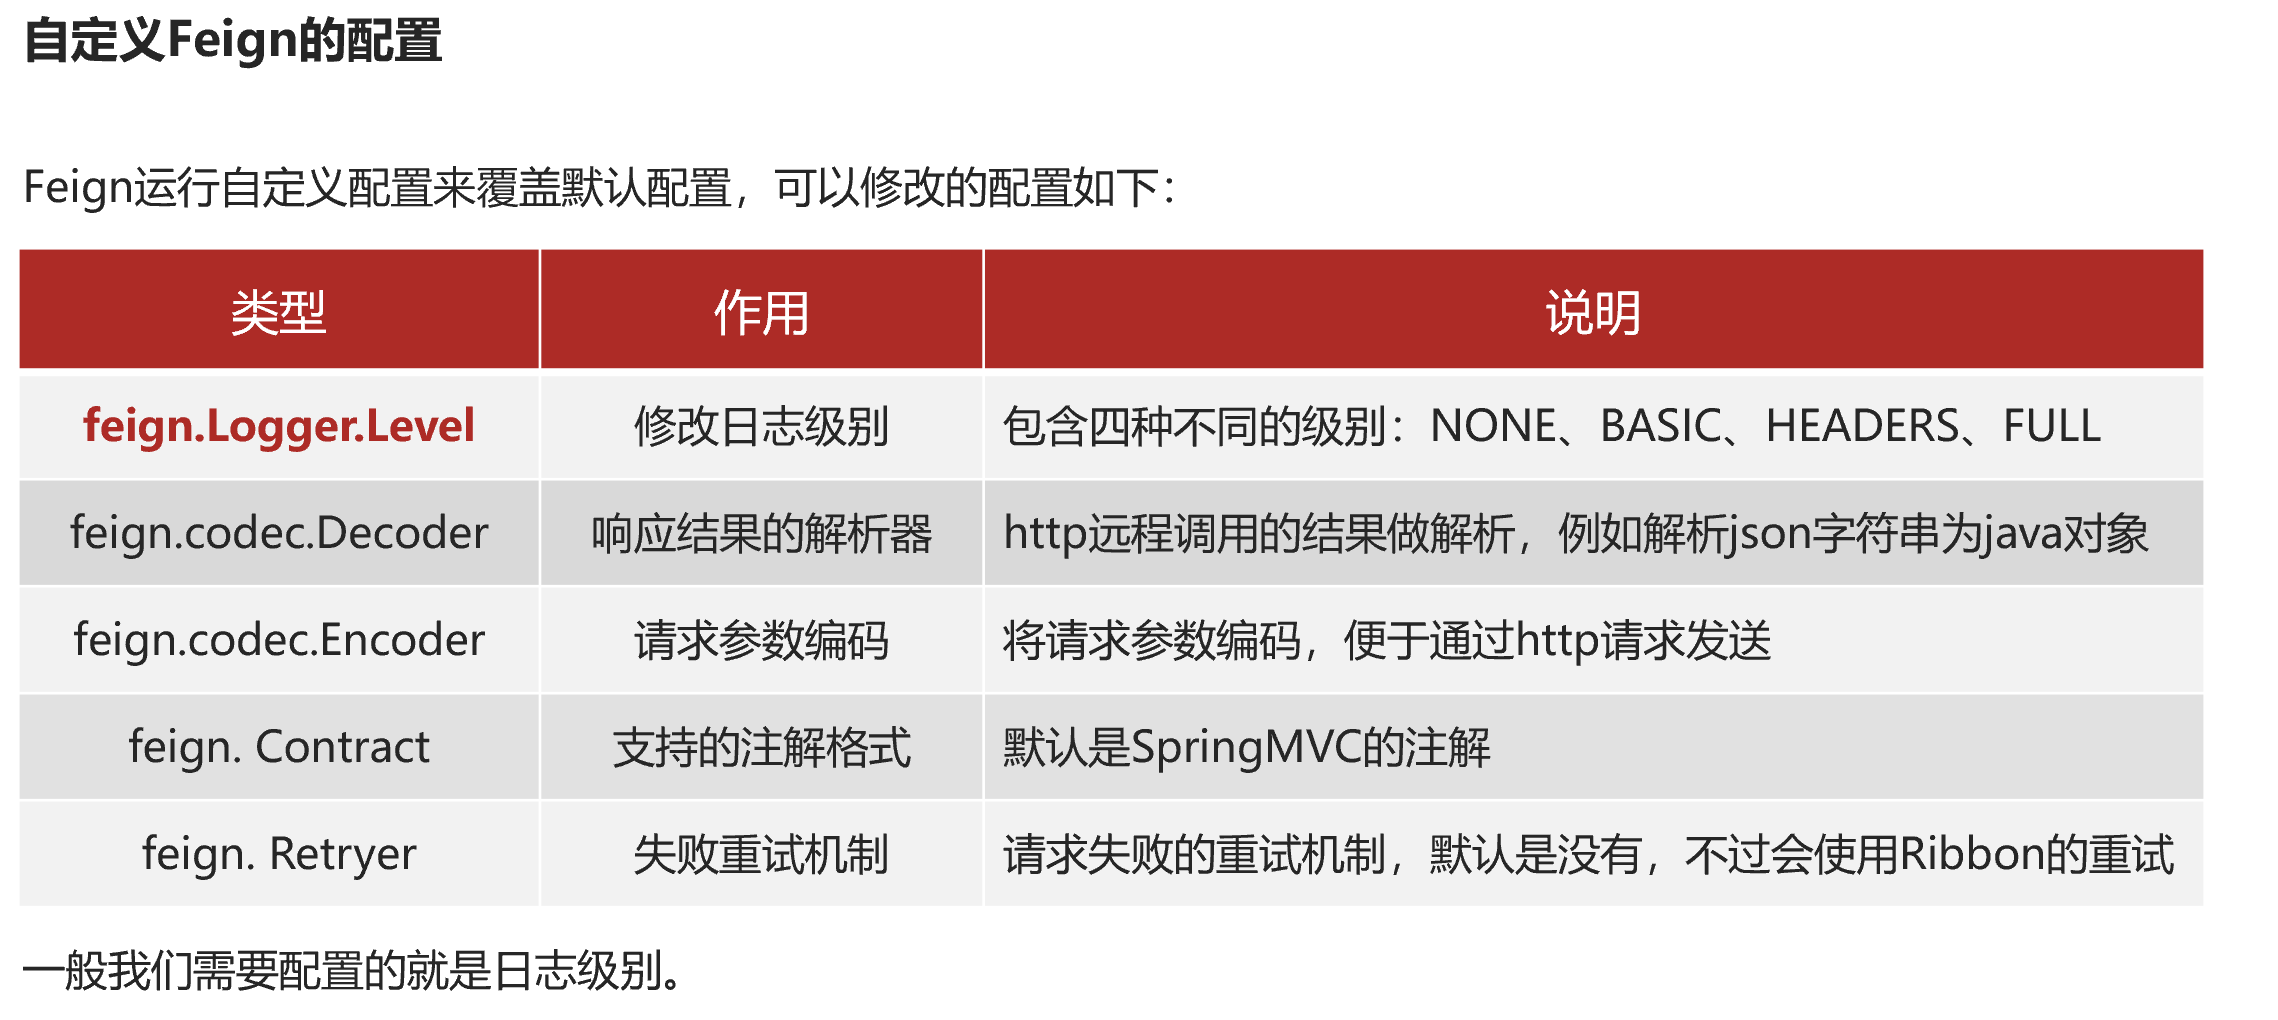 自定义Feign的配置
Feign运行自定义配置来覆盖默认配置，可以修改的配置如下：
类型 作用 说明
feign.Logger.Level 修改日志级别 包含四种不同的级别：NONE、BASIC、HEADERS、FULL
feign.codec.Decoder 响应结果的解析器 http远程调用的结果做解析，例如解析json字符串为java对象
feign.codec.Encoder 请求参数编码 将请求参数编码，便于通过http请求发送
feign. Contract 支持的注解格式 默认是SpringMVC的注解
feign. Retryer 失败重试机制 请求失败的重试机制，默认是没有，不过会使用Ribbon的重试
一般我们需要配置的就是日志级别。